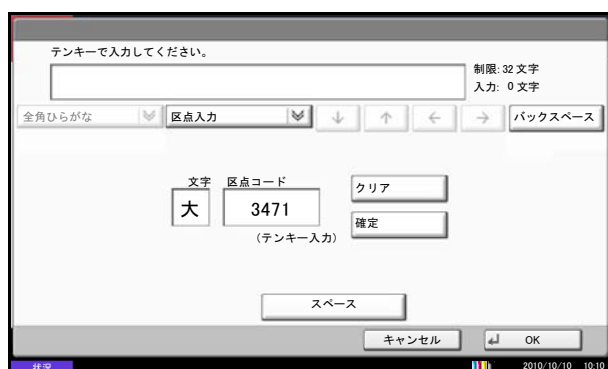 テンキーで入力してください。
制限: 32 文字
入力: 0 文字
全角ひらがな 区点入力 ↓ ↑ ← → バックスペース
文字 区点コード
大 3471
(テンキー入力)
クリア
確定
スペース
キャンセル OK
状況 2010/10/10 10:10